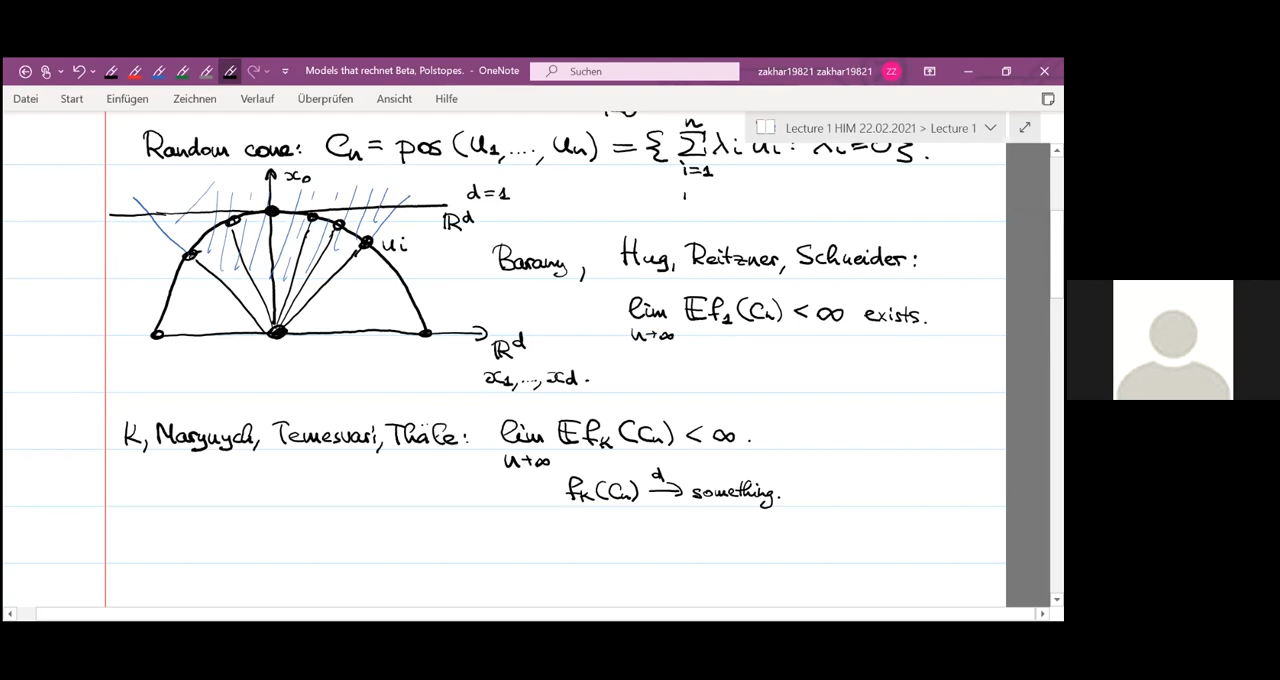 Models that rechnet Beta, Polstopes. - OneNote
Suchen
zakhar19821 zakhar19821
ZZ
Datei Start Einfügen Zeichnen Verlauf Überprüfen Ansicht Hilfe
Lecture 1 HIM 22.02.2021 > Lecture 1
Random cone: Cn = pos (U1,...., Un) = { Σ λi ui : λi ≥ 0 }.
n
i=1
x0
d=1
ℝd
ui
Barany, Hug, Reitzner, Schneider:
lim 𝔼f1(Cn) < ∞ exists.
n→∞
ℝd
x1,...,xd.
K, Marynych, Temesvari, Thäle: lim 𝔼fk(Cn) < ∞.
n→∞
fk(Cn) d→ something.